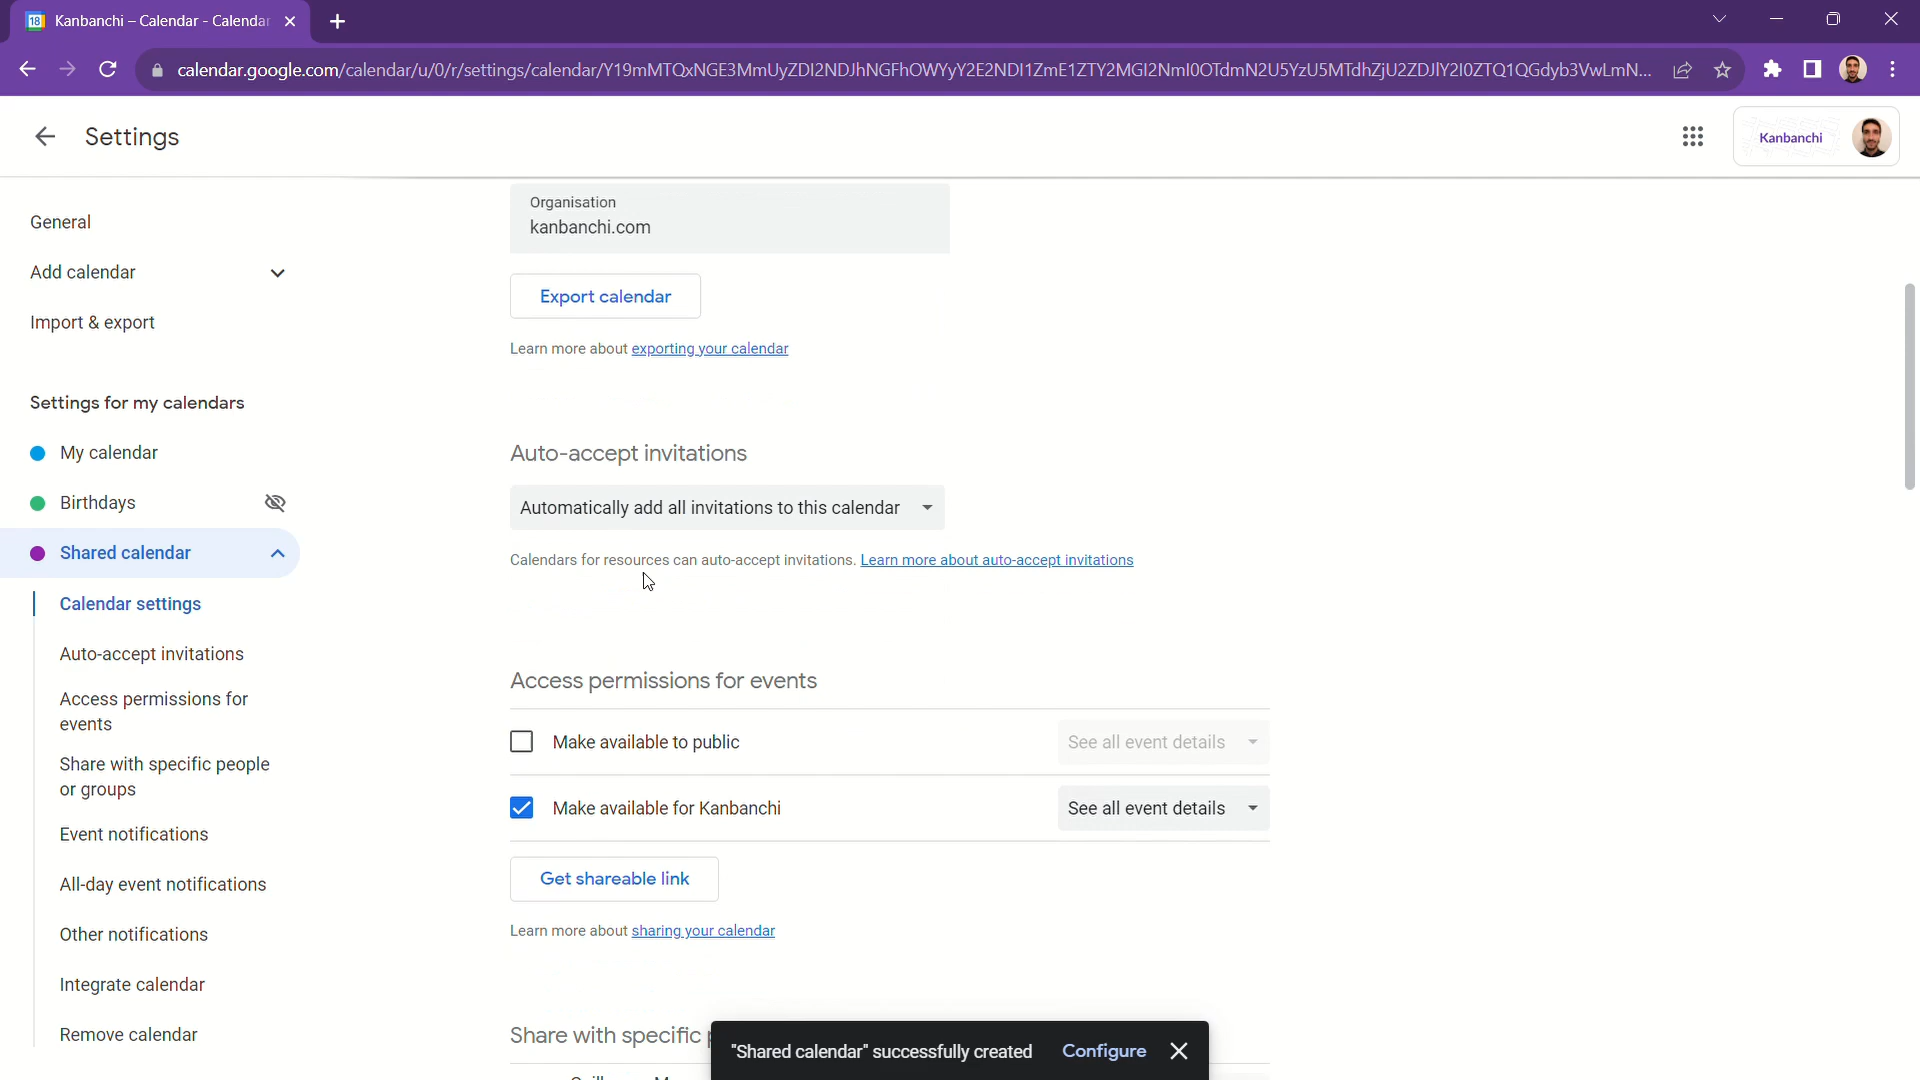 18 Kanbanchi – Calendar - Calendar
calendar.google.com/calendar/u/0/r/settings/calendar/
Settings
Kanbanchi
General
Add calendar
Import & export
Settings for my calendars
My calendar
Birthdays
Shared calendar
Calendar settings
Auto-accept invitations
Access permissions for
events
Share with specific people
or groups
Event notifications
All-day event notifications
Other notifications
Integrate calendar
Remove calendar
Organisation
kanbanchi.com
Export calendar
Learn more about exporting your calendar
Auto-accept invitations
Automatically add all invitations to this calendar
Calendars for resources can auto-accept invitations. Learn more about auto-accept invitations
Access permissions for events
Make available to public See all event details
Make available for Kanbanchi See all event details
Get shareable link
Learn more about sharing your calendar
Share with specific
"Shared calendar" successfully created Configure